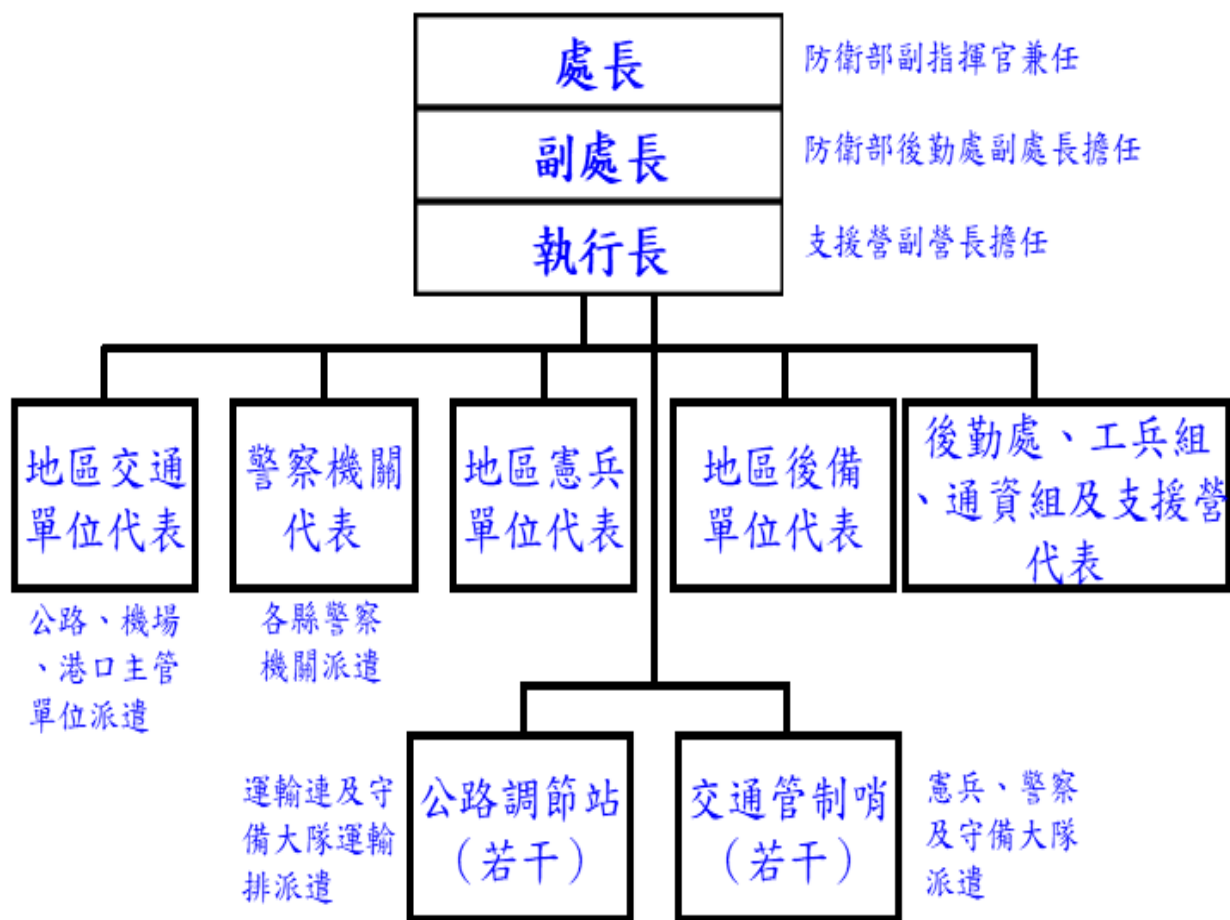 處長
防衛部副指揮官兼任
副處長
防衛部後勤處副處長擔任
執行長
支援營副營長擔任
地區交通
單位代表
警察機關
代表
地區憲兵
單位代表
地區後備
單位代表
後勤處、工兵組
、通資組及支援營
代表
公路、機場
、港口主管
單位派遣
各縣警察
機關派遣
運輸連及守
備大隊運輸
排派遣
公路調節站
（若干）
交通管制哨
（若干）
憲兵、警察
及守備大隊
派遣